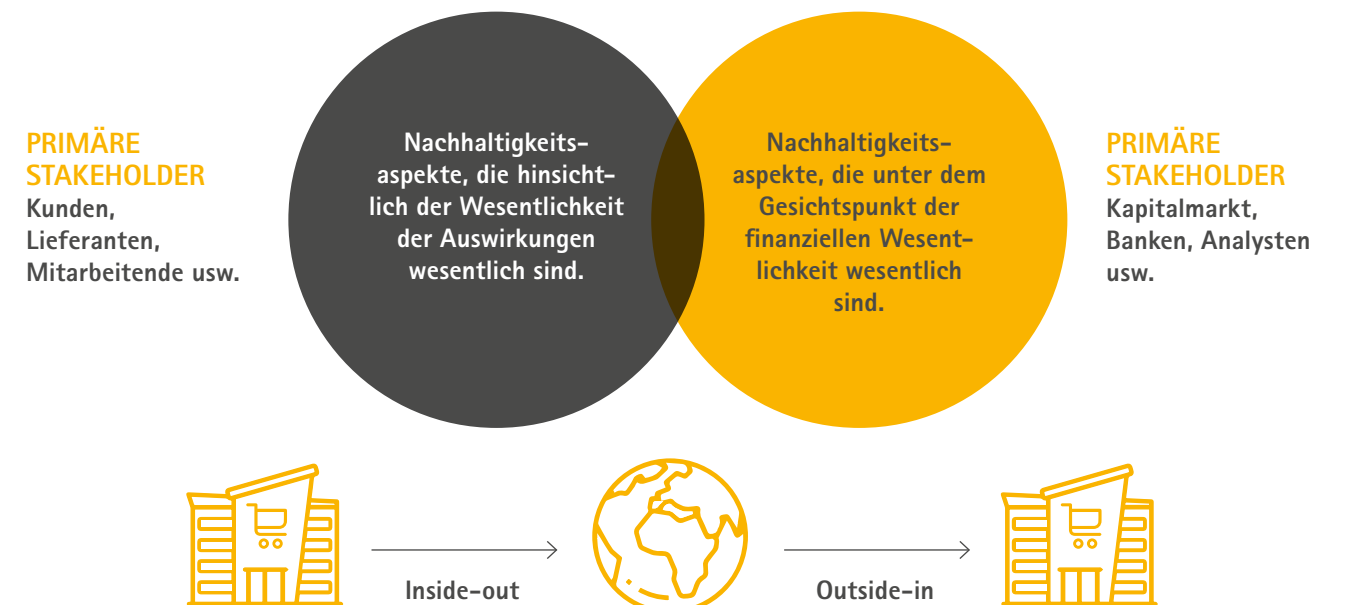 PRIMÄRE
STAKEHOLDER
Kunden,
Lieferanten,
Mitarbeitende usw.
Nachhaltigkeits-
aspekte, die hinsicht-
lich der Wesentlichkeit
der Auswirkungen
wesentlich sind.
Nachhaltigkeits-
aspekte, die unter dem
Gesichtspunkt der
finanziellen Wesent-
lichkeit wesentlich
sind.
PRIMÄRE
STAKEHOLDER
Kapitalmarkt,
Banken, Analysten
usw.
Inside-out
Outside-in